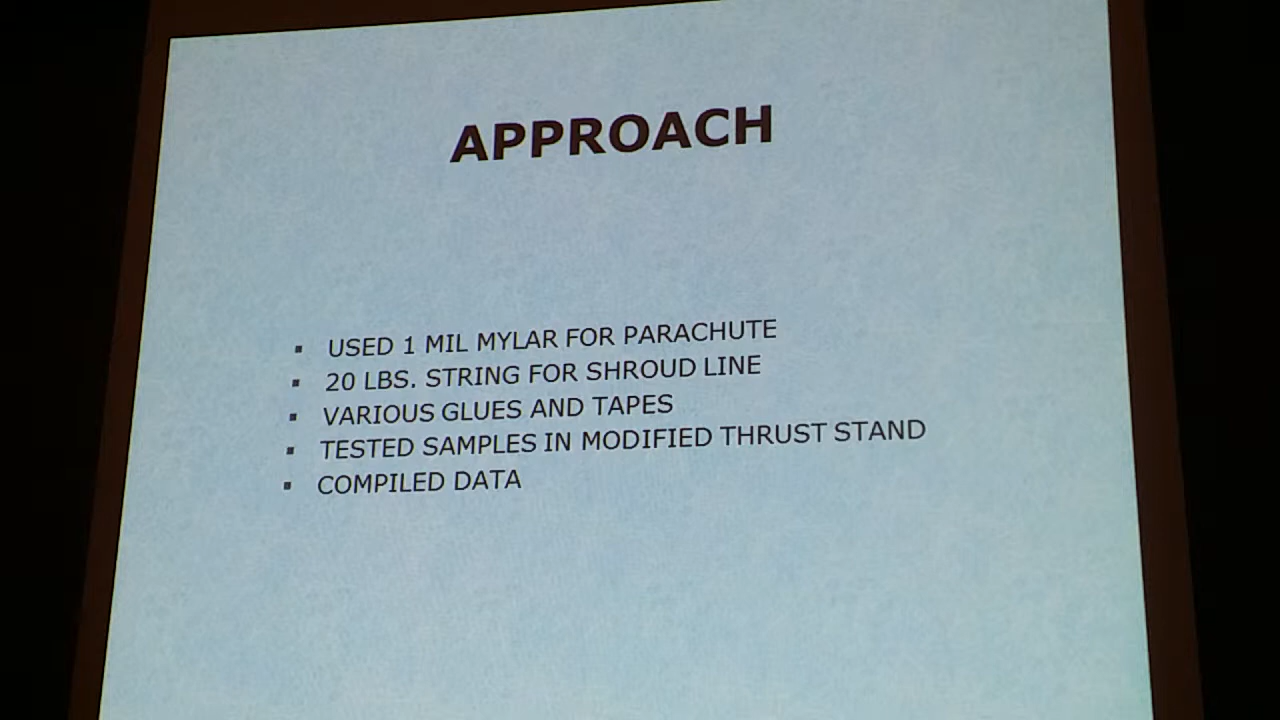 APPROACH
▪ USED 1 MIL MYLAR FOR PARACHUTE
▪ 20 LBS. STRING FOR SHROUD LINE
▪ VARIOUS GLUES AND TAPES
▪ TESTED SAMPLES IN MODIFIED THRUST STAND
▪ COMPILED DATA